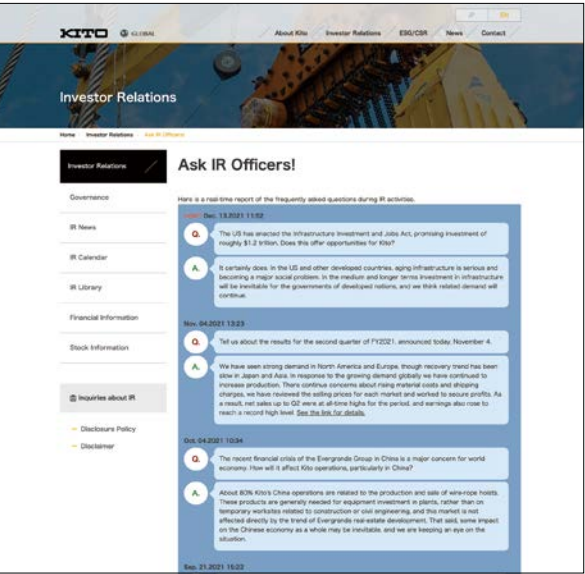 JP EN
KITO GLOBAL
About Kito Investor Relations ESG/CSR News Contact
Investor Relations
Home Investor Relations Ask IR Officers!
Investor Relations
Governance
IR News
IR Calendar
IR Library
Financial Information
Stock Information
Inquiries about IR
Disclosure Policy
Disclaimer
Ask IR Officers!
Here is a real-time report of the frequently asked questions during IR activities.
Dec. 13.2021 11:52
Q. The US has enacted the Infrastructure Investment and Jobs Act, promising investment of
roughly $1.2 trillion. Does this offer opportunities for Kito?
A. It certainly does. In the US and other developed countries, aging infrastructure is serious and
becoming a major social problem. In the medium and longer terms investment in infrastructure
will be inevitable for the governments of developed nations, and we think related demand will
continue.
Nov. 04.2021 13:23
Q. Tell us about the results for the second quarter of FY2021, announced today, November 4.
A. We have seen strong demand in North America and Europe, though recovery trend has been
slow in Japan and Asia. In response to the growing demand globally we have continued to
increase production. There continue concerns about rising material costs and shipping
charges, we have reviewed the selling prices for each market and worked to secure profits. As
a result, net sales up to Q2 were at all-time highs for the period, and earnings also rose to
reach a record high level. See the link for details.
Oct. 04.2021 10:34
Q. The recent financial crisis of the Evergrande Group in China is a major concern for world
economy. How will it affect Kito operations, particularly in China?
A. About 80% Kito's China operations are related to the production and sale of wire-rope hoists.
These products are generally needed for equipment investment in plants, rather than on
temporary worksites related to construction or civil engineering, and this market is not
affected directly by the trend of Evergrande real-estate development. That said, some impact
on the Chinese economy as a whole may be inevitable, and we are keeping an eye on the
situation.
Sep. 21.2021 15:22